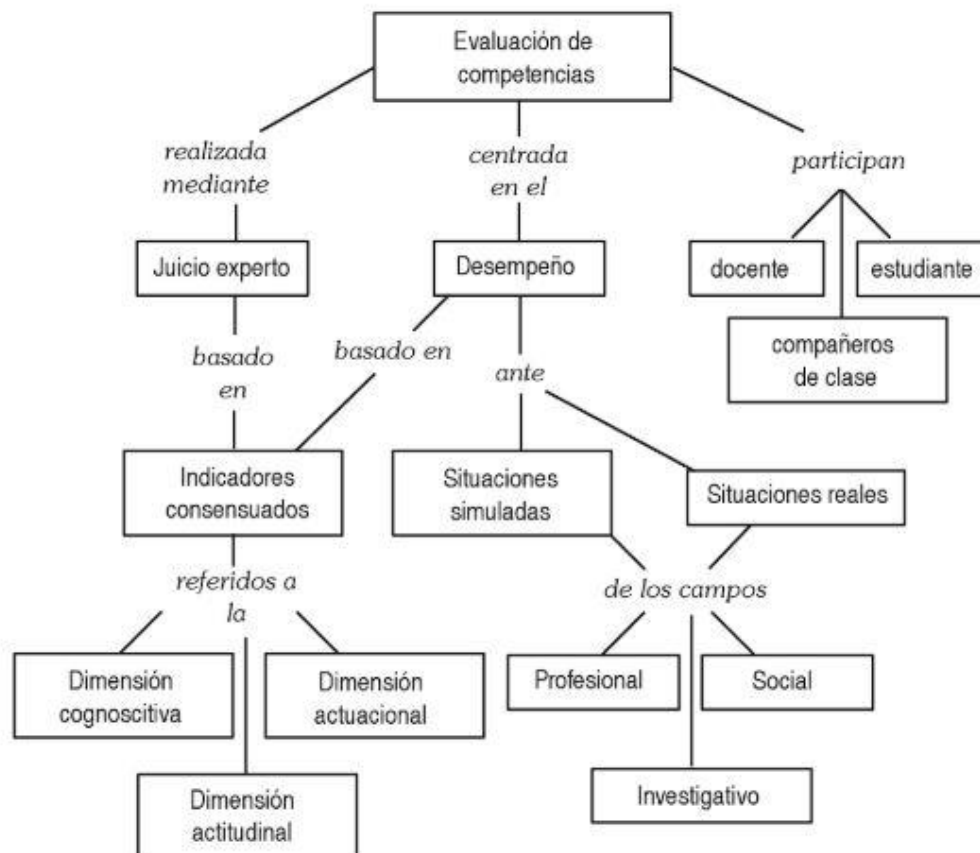 Evaluación de
competencias
realizada
mediante
centrada
en el
participan
Juicio experto
Desempeño
docente
estudiante
compañeros
de clase
basado
en
basado en
ante
Indicadores
consensuados
Situaciones
simuladas
Situaciones reales
referidos a
la
de los campos
Dimensión
cognoscitiva
Dimensión
actuacional
Profesional
Social
Dimensión
actitudinal
Investigativo